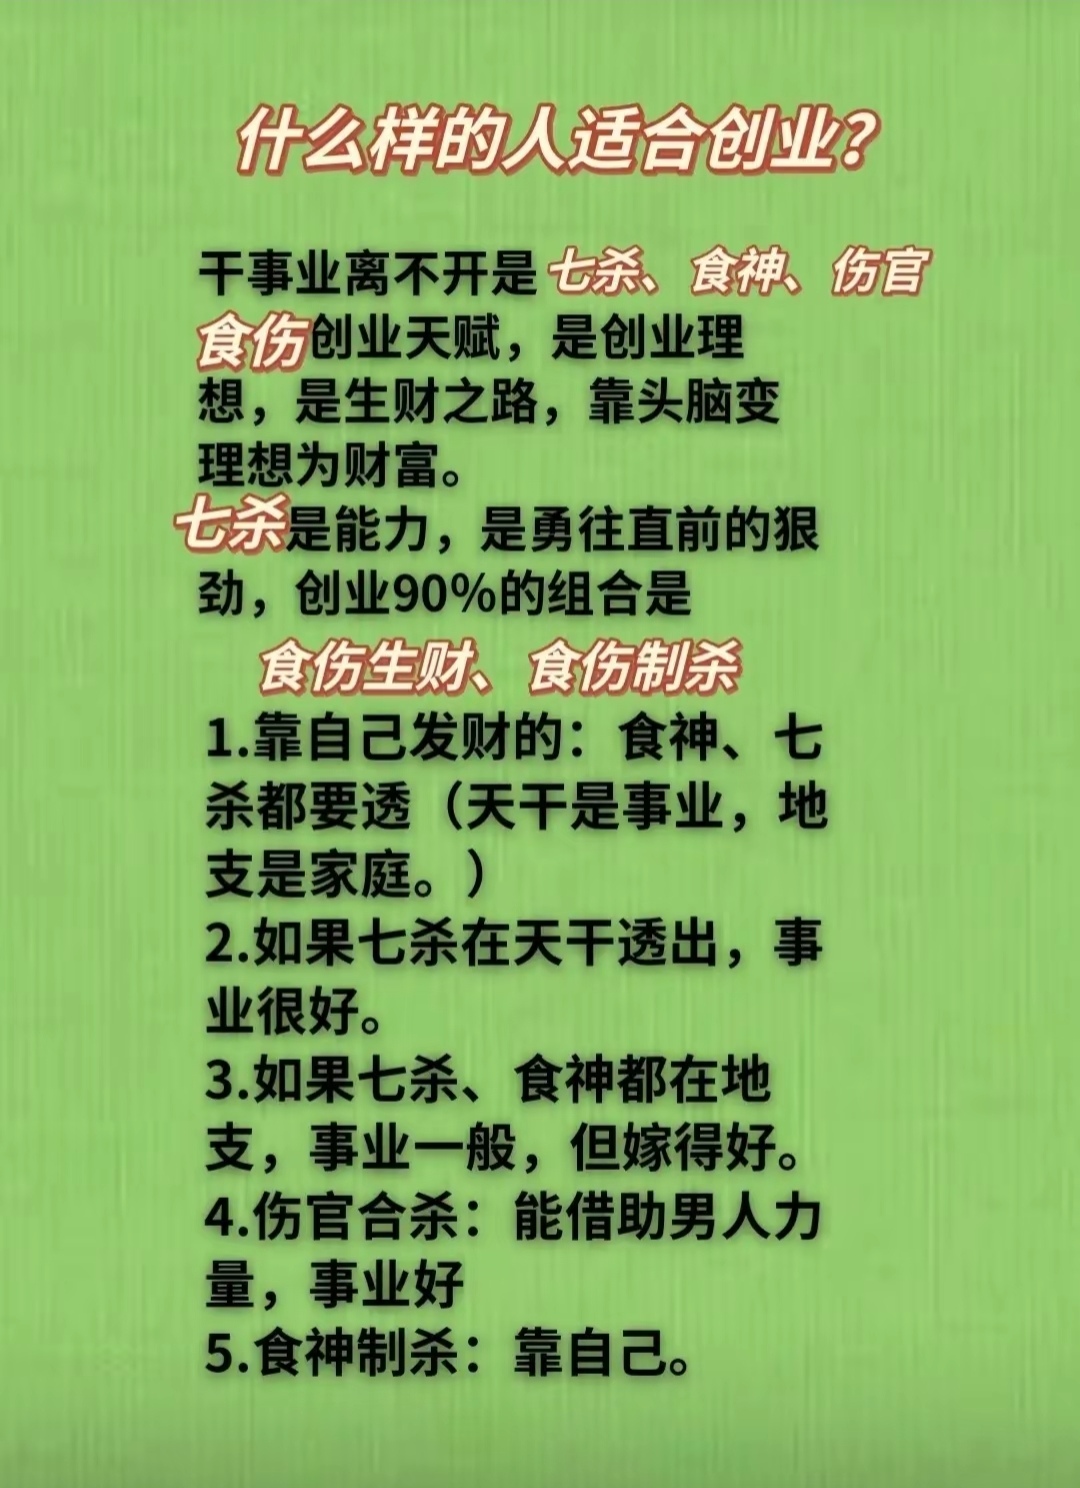 什么样的人适合创业？
干事业离不开是七杀、食神、伤官
食伤创业天赋，是创业理
想，是生财之路，靠头脑变
理想为财富。
七杀是能力，是勇往直前的狠
劲，创业90%的组合是
食伤生财、食伤制杀
1.靠自己发财的：食神、七
杀都要透（天干是事业，地
支是家庭。）
2.如果七杀在天干透出，事
业很好。
3.如果七杀、食神都在地
支，事业一般，但嫁得好。
4.伤官合杀：能借助男人力
量，事业好
5.食神制杀：靠自己。